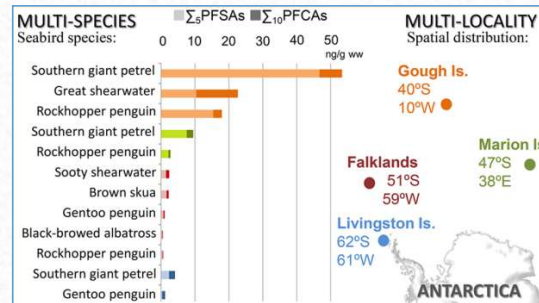 MULTI-SPECIES
Seabird species:
∑5PFSAs ∑10PFCAs
0 10 20 30 40 50
ng/g ww
Southern giant petrel
Great shearwater
Rockhopper penguin
Southern giant petrel
Rockhopper penguin
Sooty shearwater
Brown skua
Gentoo penguin
Black-browed albatross
Rockhopper penguin
Southern giant petrel
Gentoo penguin
MULTI-LOCALITY
Spatial distribution:
Gough Is.
40ºS
10ºW
Marion Is.
47ºS
38ºE
Falklands
51ºS
59ºW
Livingston Is.
62ºS
61ºW
ANTARCTICA